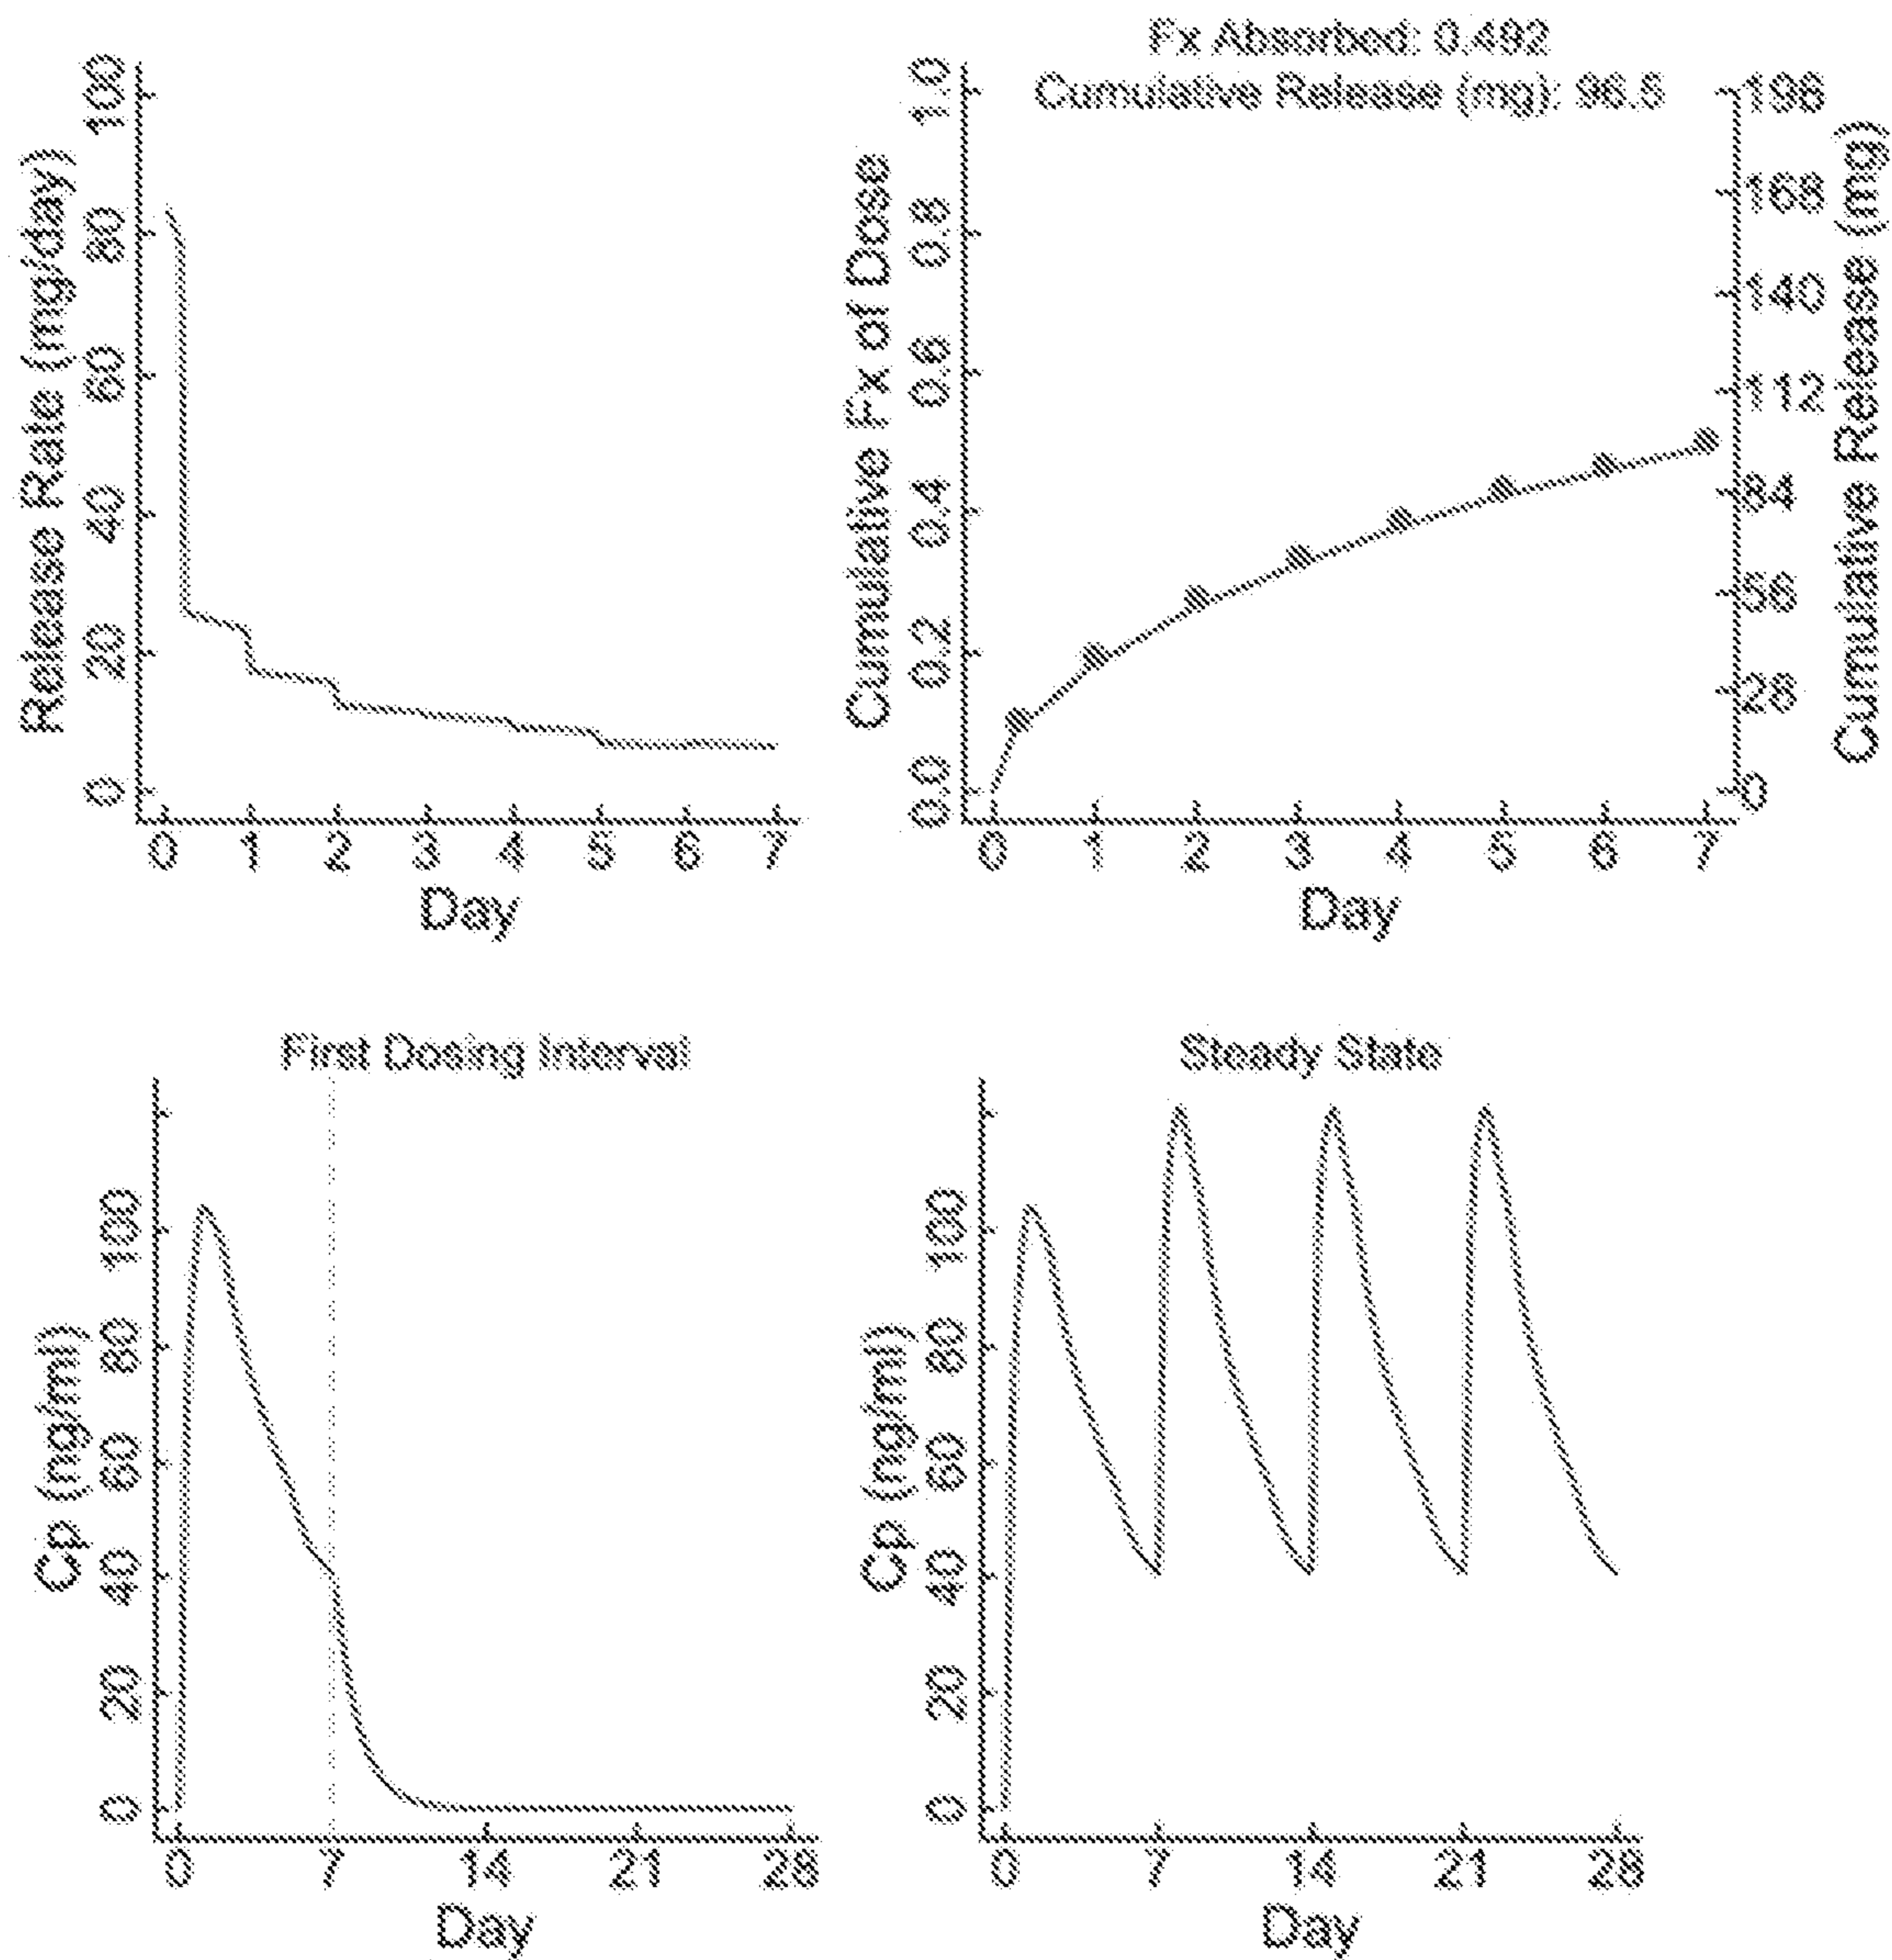 Release Rate (mg/day)
100
80
60
40
20
0
0 1 2 3 4 5 6 7
Day
Fx Absorbed: 0.492
Cumulative Release (mg): 96.5
Cumulative Fx of Dose
1.0
0.8
0.6
0.4
0.2
0.0
196
168
140
112
84
56
28
0
Cumulative Release (mg)
0 1 2 3 4 5 6 7
Day
First Dosing Interval
Cp (ng/ml)
100
80
60
40
20
0
0 7 14 21 28
Day
Steady State
Cp (ng/ml)
100
80
60
40
20
0
0 7 14 21 28
Day